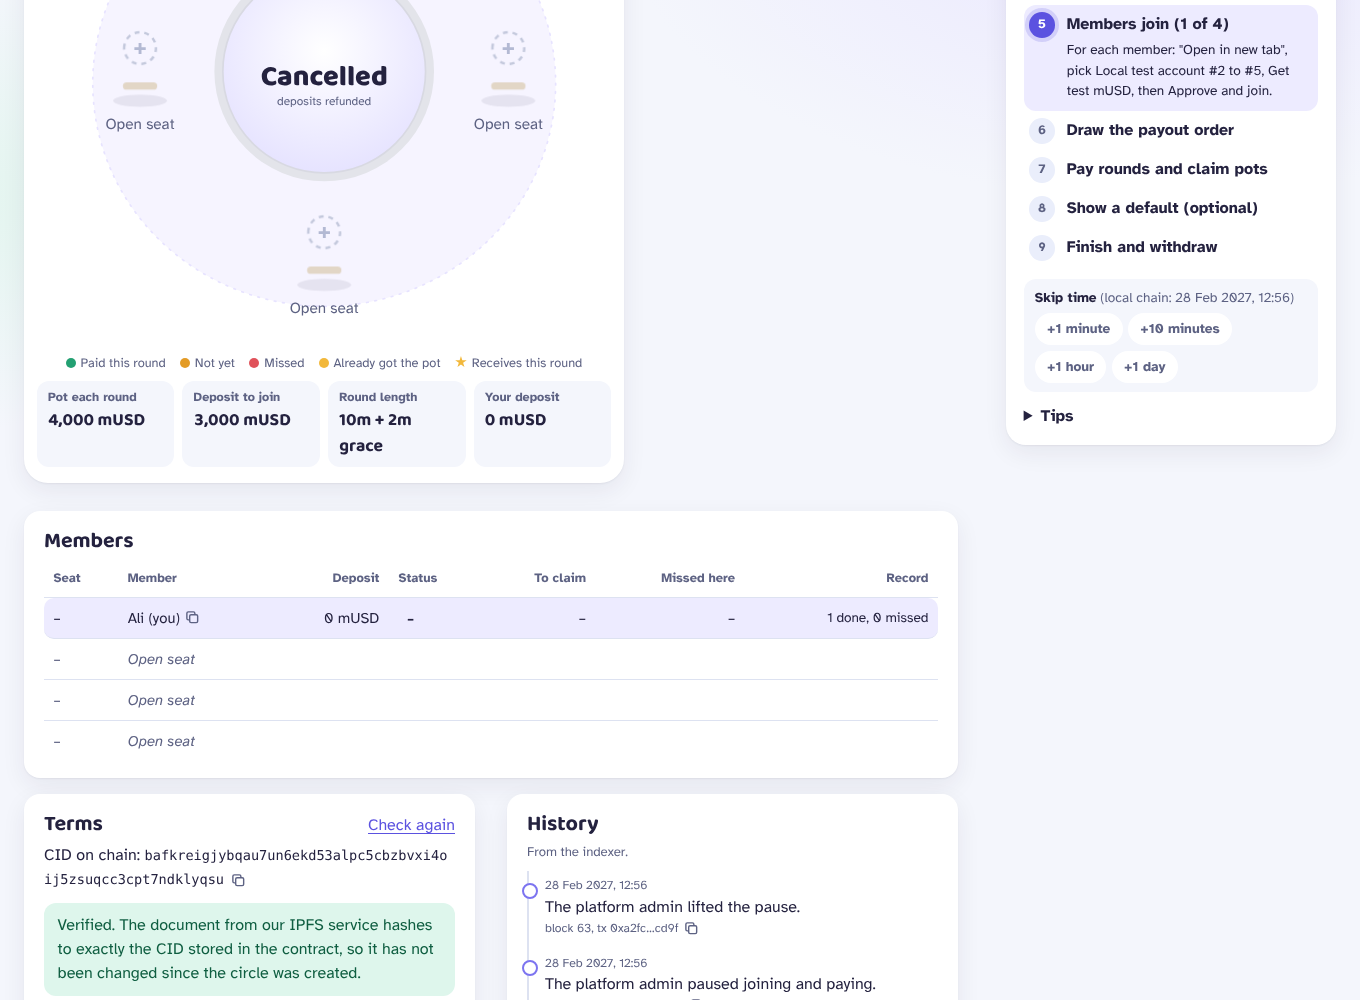 Open seat
Cancelled
deposits refunded
Open seat
Open seat
Paid this round
Not yet
Missed
Already got the pot
Receives this round
Pot each round
4,000 mUSD
Deposit to join
3,000 mUSD
Round length
10m + 2m
grace
Your deposit
0 mUSD
5
Members join (1 of 4)
For each member: "Open in new tab",
pick Local test account #2 to #5, Get
test mUSD, then Approve and join.
6
Draw the payout order
7
Pay rounds and claim pots
8
Show a default (optional)
9
Finish and withdraw
Skip time (local chain: 28 Feb 2027, 12:56)
+1 minute
+10 minutes
+1 hour
+1 day
Tips
Members
Seat Member Deposit Status To claim Missed here Record
– Ali (you) 0 mUSD – – – 1 done, 0 missed
– Open seat
– Open seat
– Open seat
Terms
Check again
CID on chain: bafkreigjybqau7un6ekd53alpc5cbzbvxi4o
ij5zsuqcc3cpt7ndklyqsu
Verified. The document from our IPFS service hashes
to exactly the CID stored in the contract, so it has not
been changed since the circle was created.
History
From the indexer.
28 Feb 2027, 12:56
The platform admin lifted the pause.
block 63, tx 0xa2fc…cd9f
28 Feb 2027, 12:56
The platform admin paused joining and paying.